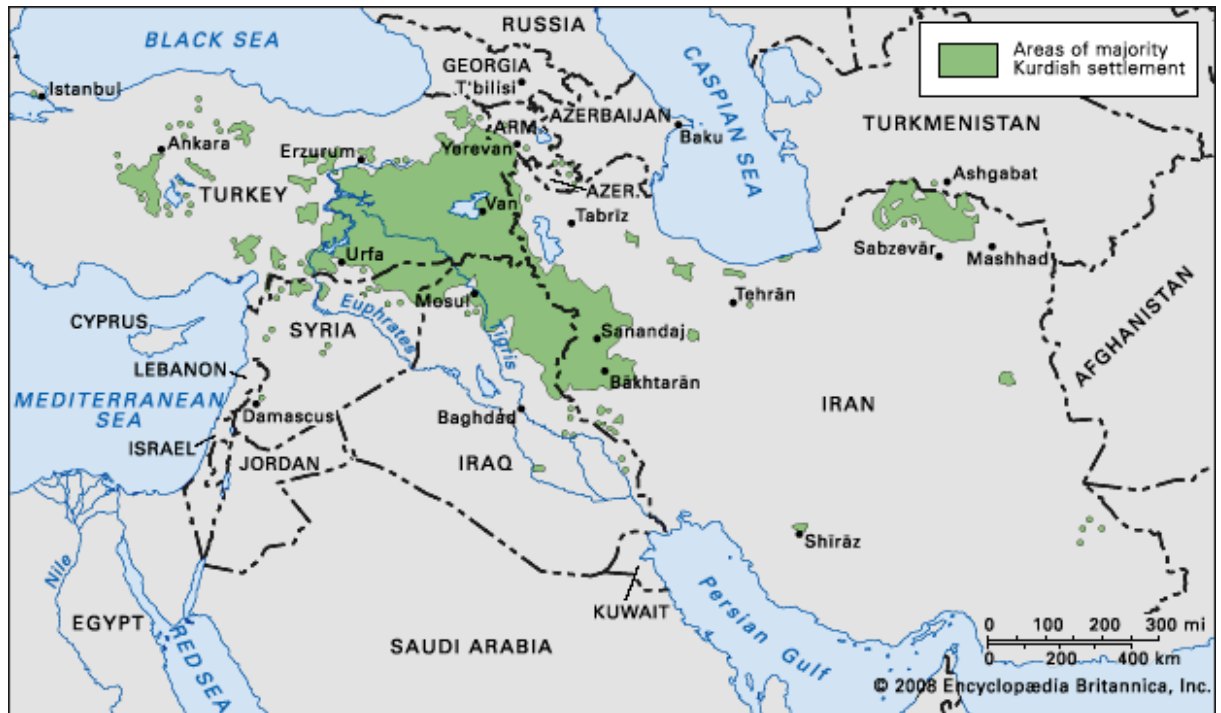 RUSSIA
BLACK SEA
GEORGIA
T'bilisi
CASPIAN SEA
Areas of majority
Kurdish settlement
Istanbul
AZERBAIJAN
ARM.
Baku
TURKMENISTAN
Ankara
Erzurum
Yerevan
TURKEY
AZER.
Ashgabat
Van
Tabrīz
Urfa
Sabzevār
Mashhad
Mosul
Tehrān
CYPRUS
SYRIA
Euphrates
Tigris
Sanandaj
AFGHANISTAN
LEBANON
Bākhtarān
MEDITERRANEAN
SEA
Damascus
Baghdād
IRAN
ISRAEL
JORDAN
IRAQ
Shīrāz
Nile
KUWAIT
Persian Gulf
EGYPT
RED SEA
SAUDI ARABIA
0 100 200 300 mi
0 200 400 km
© 2008 Encyclopædia Britannica, Inc.